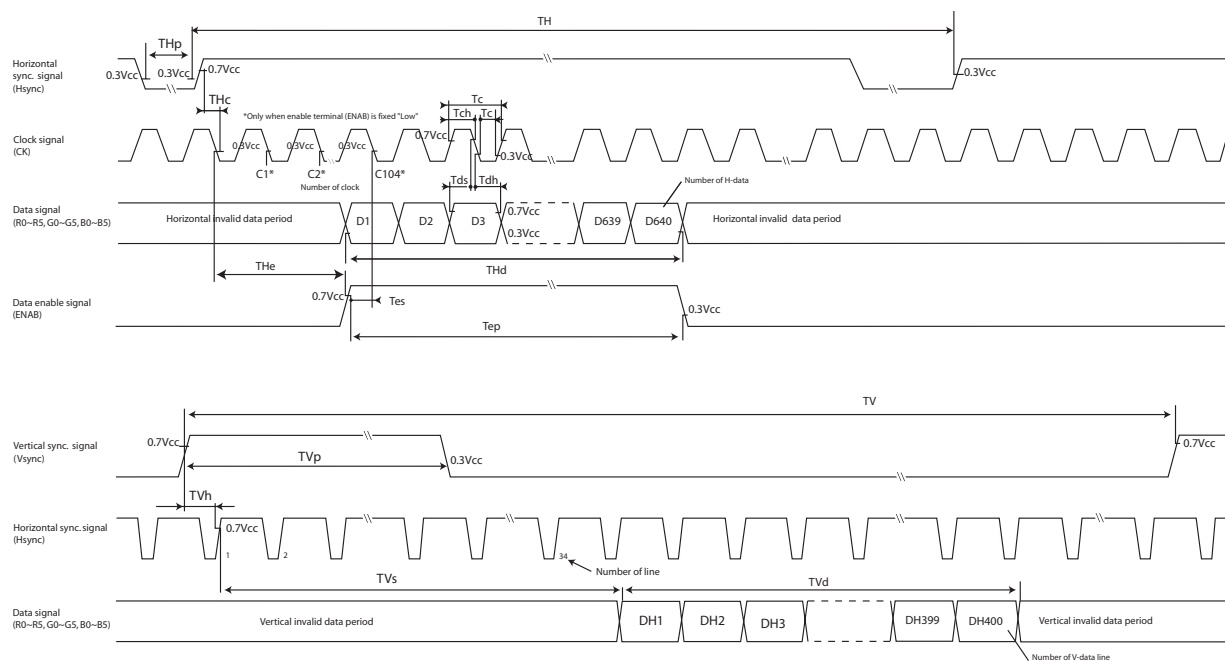 TH
THp
Horizontal
sync. signal
(Hsync)
0.3Vcc
0.3Vcc
0.7Vcc
0.3Vcc
THc
Tc
*Only when enable terminal (ENAB) is fixed "Low"
Tch
Tc
Clock signal
(CK)
0.3Vcc
0.3Vcc
0.3Vcc
0.7Vcc
0.3Vcc
C1*
C2*
C104*
Number of clock
Tds
Tdh
Number of H-data
Data signal
(R0~R5, G0~G5, B0~B5)
Horizontal invalid data period
D1
D2
D3
0.7Vcc
0.3Vcc
D639
D640
Horizontal invalid data period
THe
THd
Data enable signal
(ENAB)
0.7Vcc
Tes
0.3Vcc
Tep
TV
Vertical sync. signal
(Vsync)
0.7Vcc
0.7Vcc
TVp
0.3Vcc
TVh
Horizontal sync. signal
(Hsync)
0.7Vcc
1
2
34
Number of line
TVs
TVd
Data signal
(R0~R5, G0~G5, B0~B5)
Vertical invalid data period
DH1
DH2
DH3
DH399
DH400
Vertical invalid data period
Number of V-data line